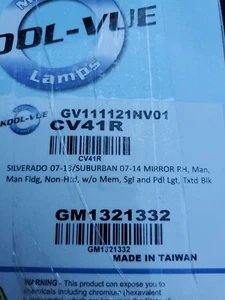 KOOL-VUE
Lamps
KOOL-VUE
GV111121NV01
CV41R
CV41R
SILVERADO 07-13/SUBURBAN 07-14 MIRROR RH, Man,
Man Fldg, Non-Htd, w/o Mem, Sgl and Pdl Lgt, Txtd Blk
GM1321332
GM1321332
MADE IN TAIWAN
WARNING - This product may expose you to
chemicals including chromium (hexavalent